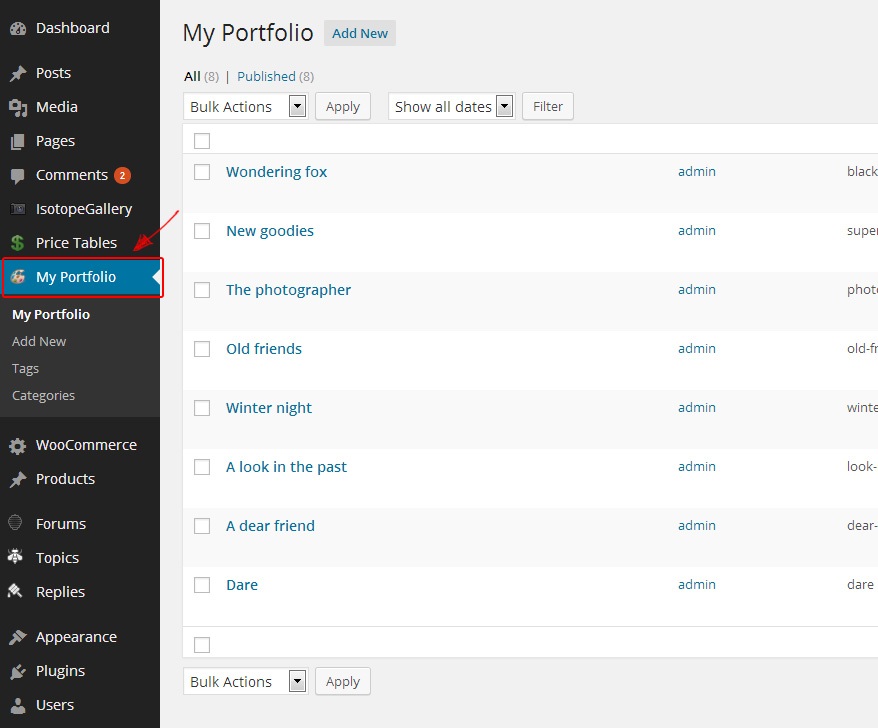 Dashboard
Posts
Media
Pages
Comments 2
IsotopeGallery
Price Tables
My Portfolio
My Portfolio
Add New
Tags
Categories
WooCommerce
Products
Forums
Topics
Replies
Appearance
Plugins
Users
My Portfolio Add New
All (8) | Published (8)
Bulk Actions Apply Show all dates Filter
Wondering fox admin black
New goodies admin super
The photographer admin photo
Old friends admin old-fr
Winter night admin winte
A look in the past admin look-
A dear friend admin dear-
Dare admin dare
Bulk Actions Apply